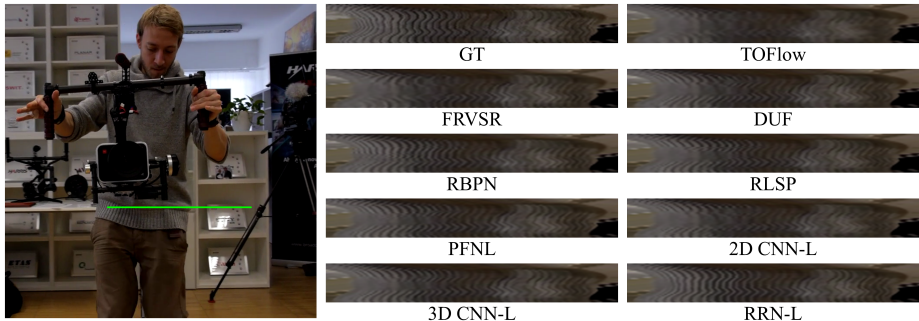 GT
TOFlow
FRVSR
DUF
RBPN
RLSP
PFNL
2D CNN-L
3D CNN-L
RRN-L